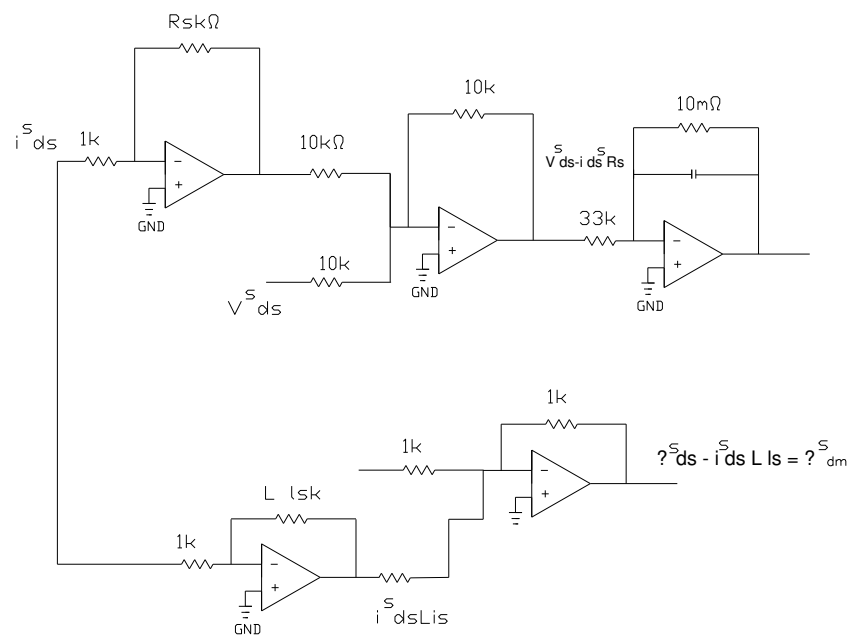 RskΩ
i^s ds
1k
−
+
GND
10kΩ
10k
V^s ds
10k
−
+
GND
V^s ds-i ds^s Rs
33k
10mΩ
−
+
GND
1k
L lsk
−
+
GND
i^s dsLis
1k
1k
−
+
?^s ds - i^s ds L ls = ?^s dm